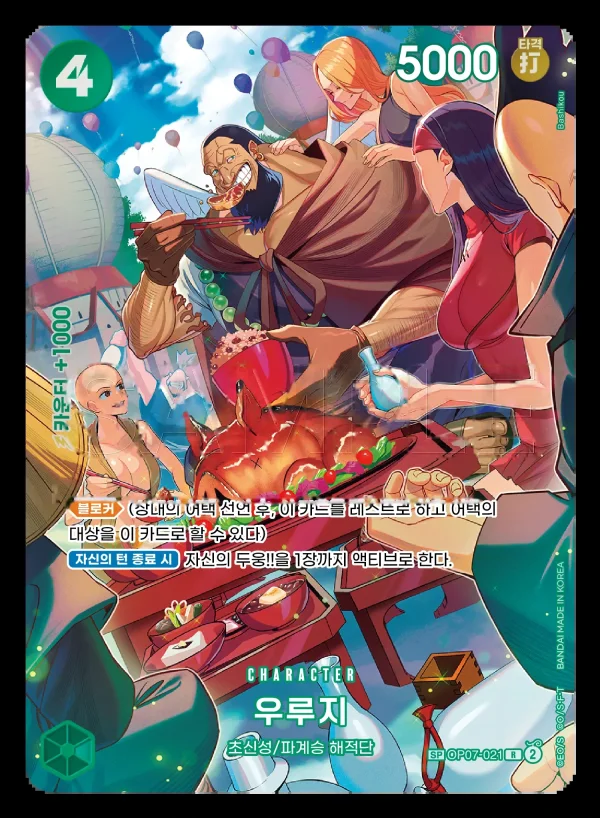 4
5000
타격
打
Bashikou
카운터 +1000
블로커 (상대의 어택 선언 후, 이 카드를 레스트로 하고 어택의
대상을 이 카드로 할 수 있다)
자신의 턴 종료 시 자신의 두웅!!을 1장까지 액티브로 한다.
CHARACTER
우루지
초신성/파계승 해적단
SP OP07-021 R 2
BANDAI MADE IN KOREA